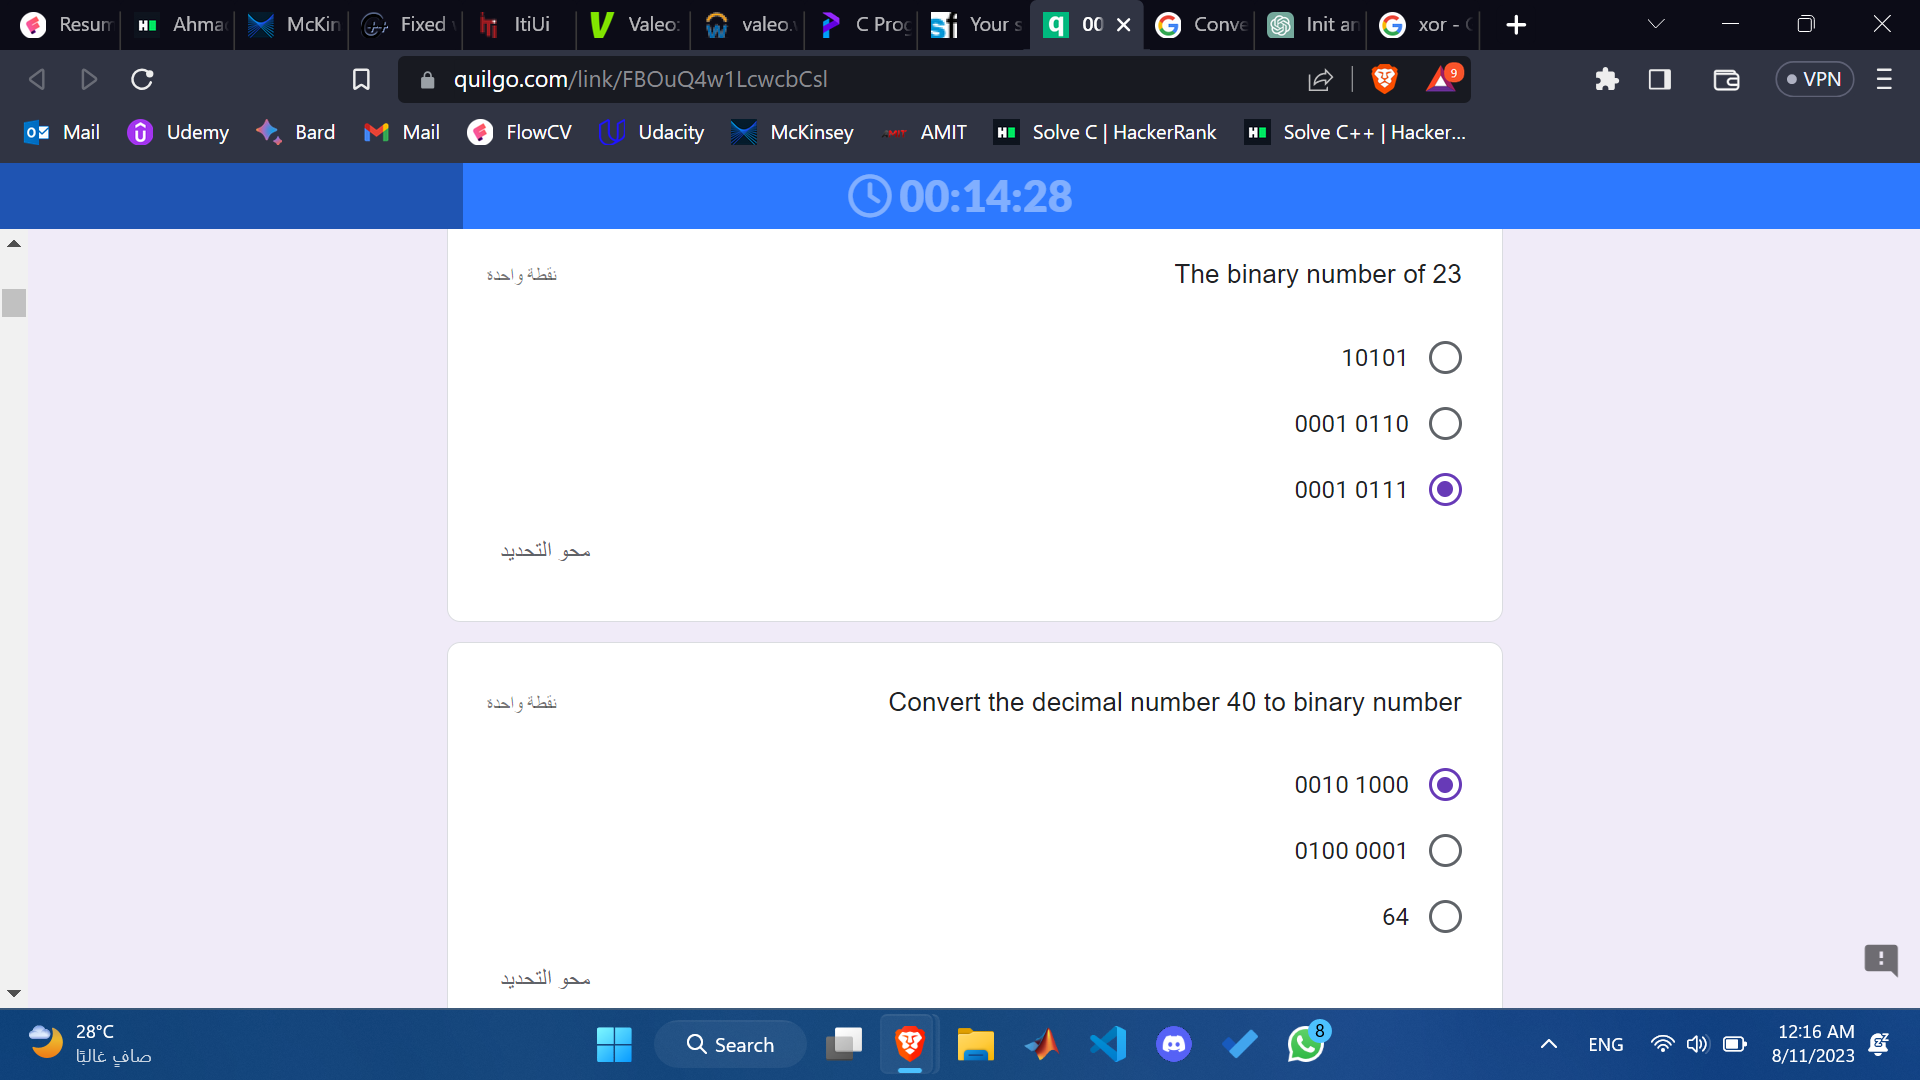 Resum
Ahma
McKin
Fixed
ItiUi
Valeo:
valeo.
C Prog
Your s
00
Conve
Init an
xor -
quilgo.com/link/FBOuQ4w1LcwcbCsl
9
VPN
Mail
Udemy
Bard
Mail
FlowCV
Udacity
McKinsey
AMIT
Solve C | HackerRank
Solve C++ | Hacker...
00:14:28
The binary number of 23
نقطة واحدة
10101
0001 0110
0001 0111
محو التحديد
Convert the decimal number 40 to binary number
نقطة واحدة
0010 1000
0100 0001
64
محو التحديد
28°C
صافٍ غالبًا
Search
8
ENG
12:16 AM
8/11/2023